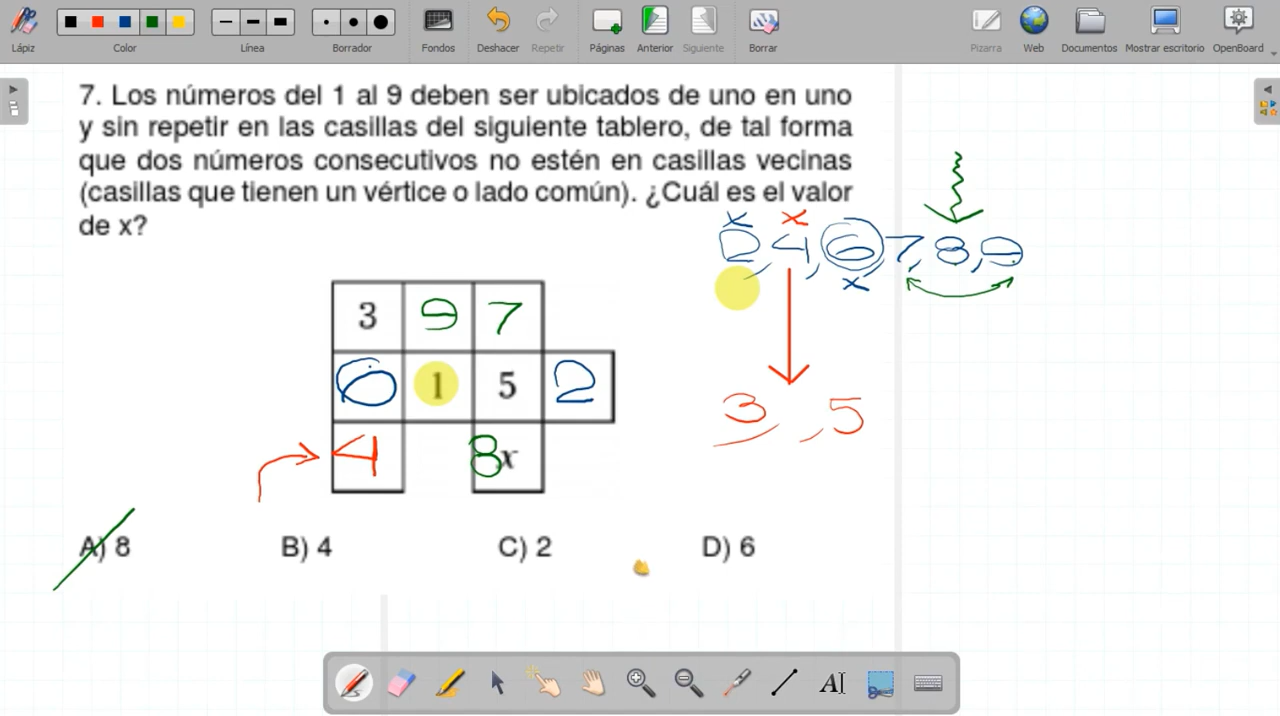 Lápiz
Color
Línea
Borrador
Fondos
Deshacer
Repetir
Páginas
Anterior
Siguiente
Borrar
Pizarra
Web
Documentos
Mostrar escritorio
OpenBoard
7. Los números del 1 al 9 deben ser ubicados de uno en uno
y sin repetir en las casillas del siguiente tablero, de tal forma
que dos números consecutivos no estén en casillas vecinas
(casillas que tienen un vértice o lado común). ¿Cuál es el valor
de x?
x x
2, 4, 6, 7, 8, 9
x
3 9 7
6 1 5 2
4 8x
3, 5
A) 8 B) 4 C) 2 D) 6